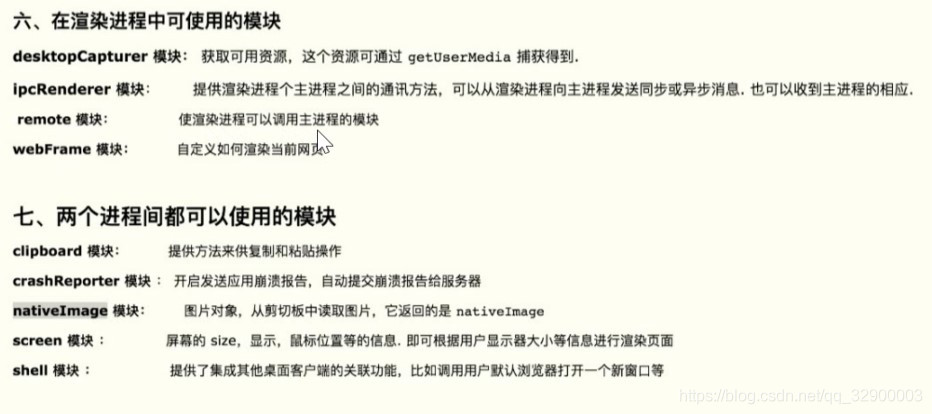 六、在渲染进程中可使用的模块
desktopCapturer 模块： 获取可用资源，这个资源可通过 getUserMedia 捕获得到.
ipcRenderer 模块： 提供渲染进程个主进程之间的通讯方法，可以从渲染进程向主进程发送同步或异步消息. 也可以收到主进程的相应.
remote 模块： 使渲染进程可以调用主进程的模块
webFrame 模块： 自定义如何渲染当前网页
七、两个进程间都可以使用的模块
clipboard 模块： 提供方法来供复制和粘贴操作
crashReporter 模块 ： 开启发送应用崩溃报告，自动提交崩溃报告给服务器
nativeImage 模块： 图片对象，从剪切板中读取图片，它返回的是 nativeImage
screen 模块 ： 屏幕的 size，显示，鼠标位置等的信息. 即可根据用户显示器大小等信息进行渲染页面
shell 模块 ： 提供了集成其他桌面客户端的关联功能，比如调用用户默认浏览器打开一个新窗口等
https://blog.csdn.net/qq_32900003